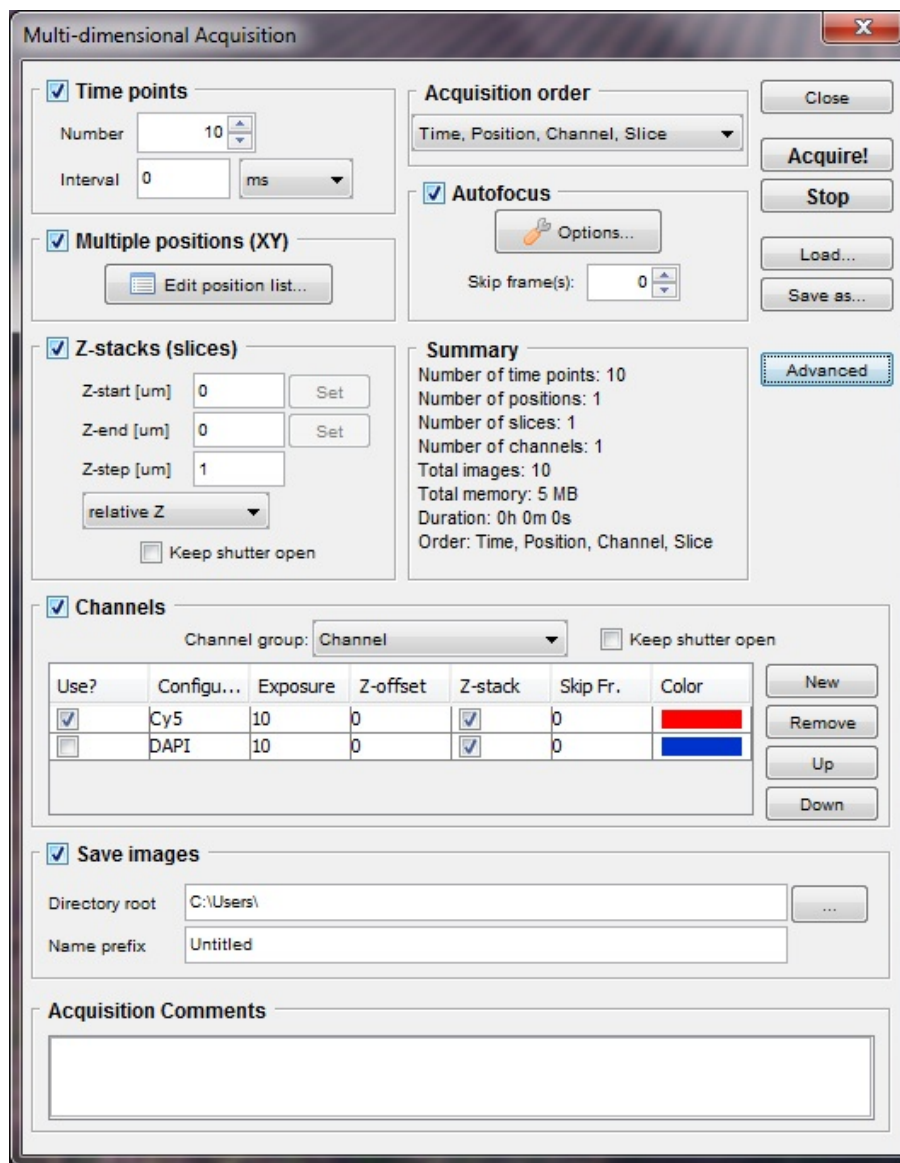 Multi-dimensional Acquisition
X
Time points
Number 10
Interval 0 ms
Multiple positions (XY)
Edit position list...
Z-stacks (slices)
Z-start [um] 0 Set
Z-end [um] 0 Set
Z-step [um] 1
relative Z
Keep shutter open
Acquisition order
Time, Position, Channel, Slice
Autofocus
Options...
Skip frame(s): 0
Summary
Number of time points: 10
Number of positions: 1
Number of slices: 1
Number of channels: 1
Total images: 10
Total memory: 5 MB
Duration: 0h 0m 0s
Order: Time, Position, Channel, Slice
Close
Acquire!
Stop
Load...
Save as...
Advanced
Channels
Channel group: Channel Keep shutter open
Use? Configu... Exposure Z-offset Z-stack Skip Fr. Color
Cy5 10 0 0
DAPI 10 0 0
New
Remove
Up
Down
Save images
Directory root C:\Users\ ...
Name prefix Untitled
Acquisition Comments